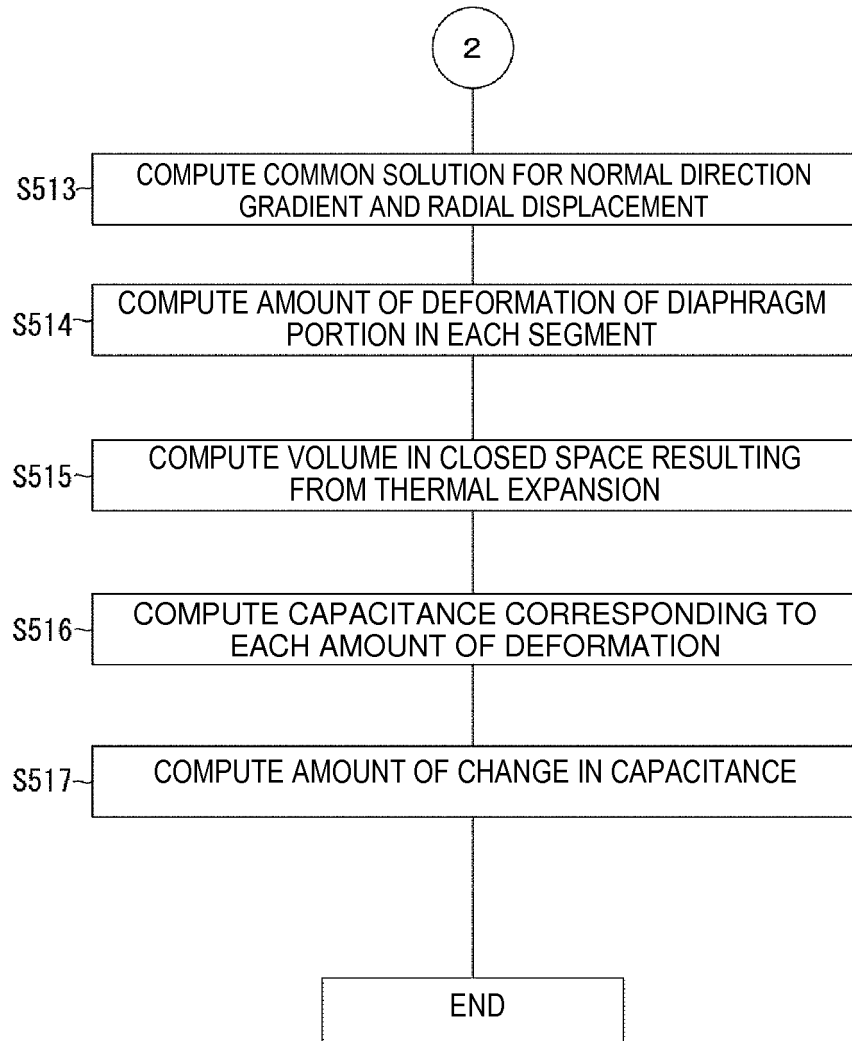 2
S513
COMPUTE COMMON SOLUTION FOR NORMAL DIRECTION
GRADIENT AND RADIAL DISPLACEMENT
S514
COMPUTE AMOUNT OF DEFORMATION OF DIAPHRAGM
PORTION IN EACH SEGMENT
S515
COMPUTE VOLUME IN CLOSED SPACE RESULTING
FROM THERMAL EXPANSION
S516
COMPUTE CAPACITANCE CORRESPONDING TO
EACH AMOUNT OF DEFORMATION
S517
COMPUTE AMOUNT OF CHANGE IN CAPACITANCE
END